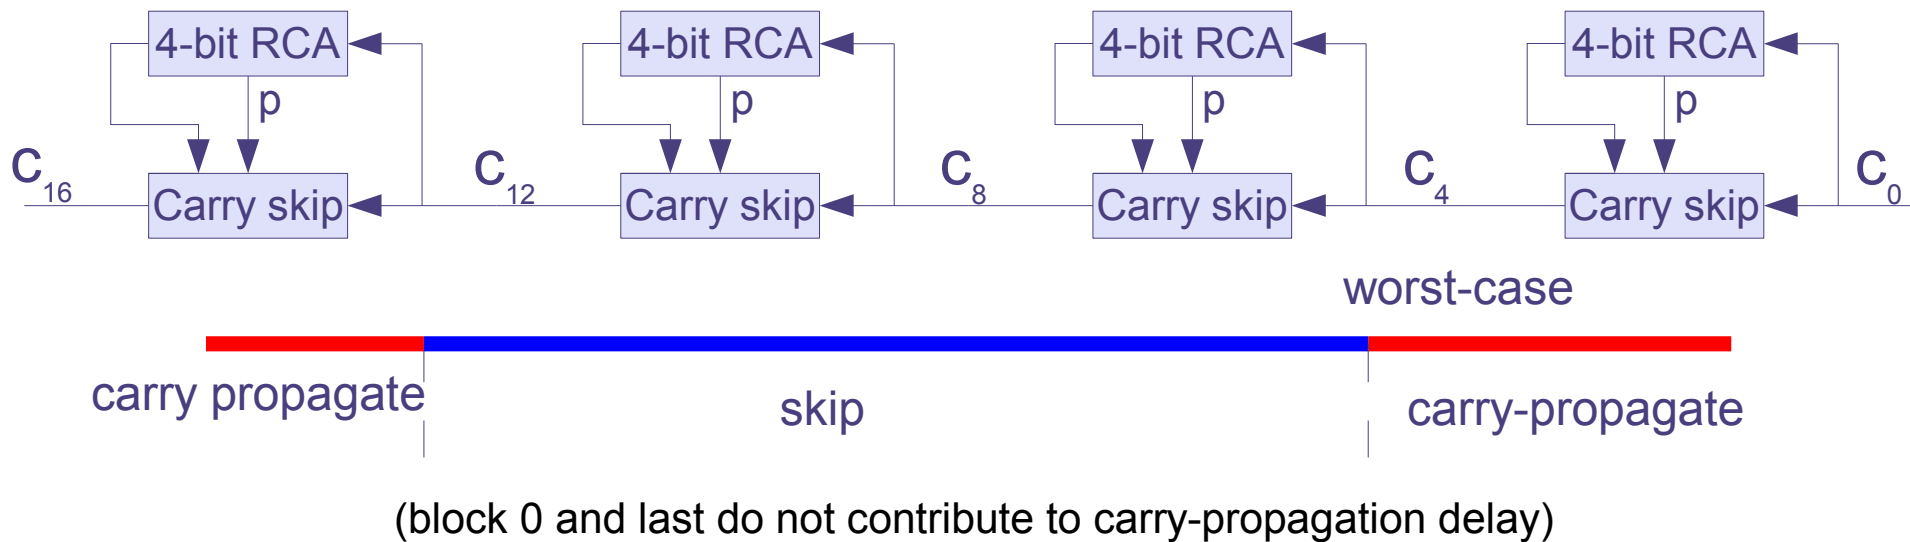 4-bit RCA 4-bit RCA 4-bit RCA 4-bit RCA
p p p p
c16 c12 c8 c4 c0
Carry skip Carry skip Carry skip Carry skip
worst-case
carry propagate skip carry-propagate
(block 0 and last do not contribute to carry-propagation delay)